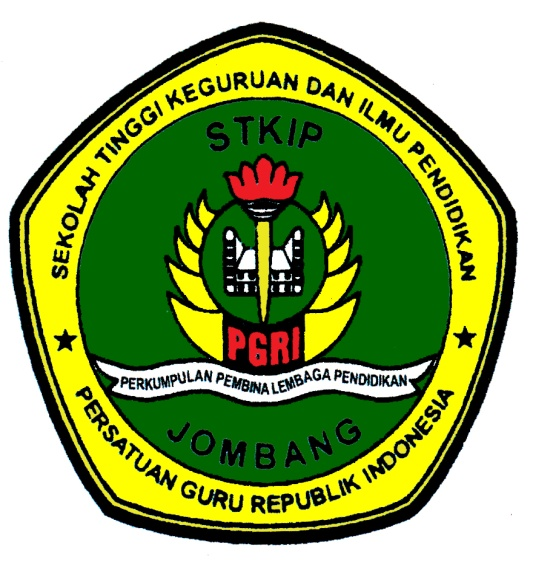 SEKOLAH TINGGI KEGURUAN DAN ILMU PENDIDIKAN
STKIP
PGRI
PERKUMPULAN PEMBINA LEMBAGA PENDIDIKAN
JOMBANG
PERSATUAN GURU REPUBLIK INDONESIA